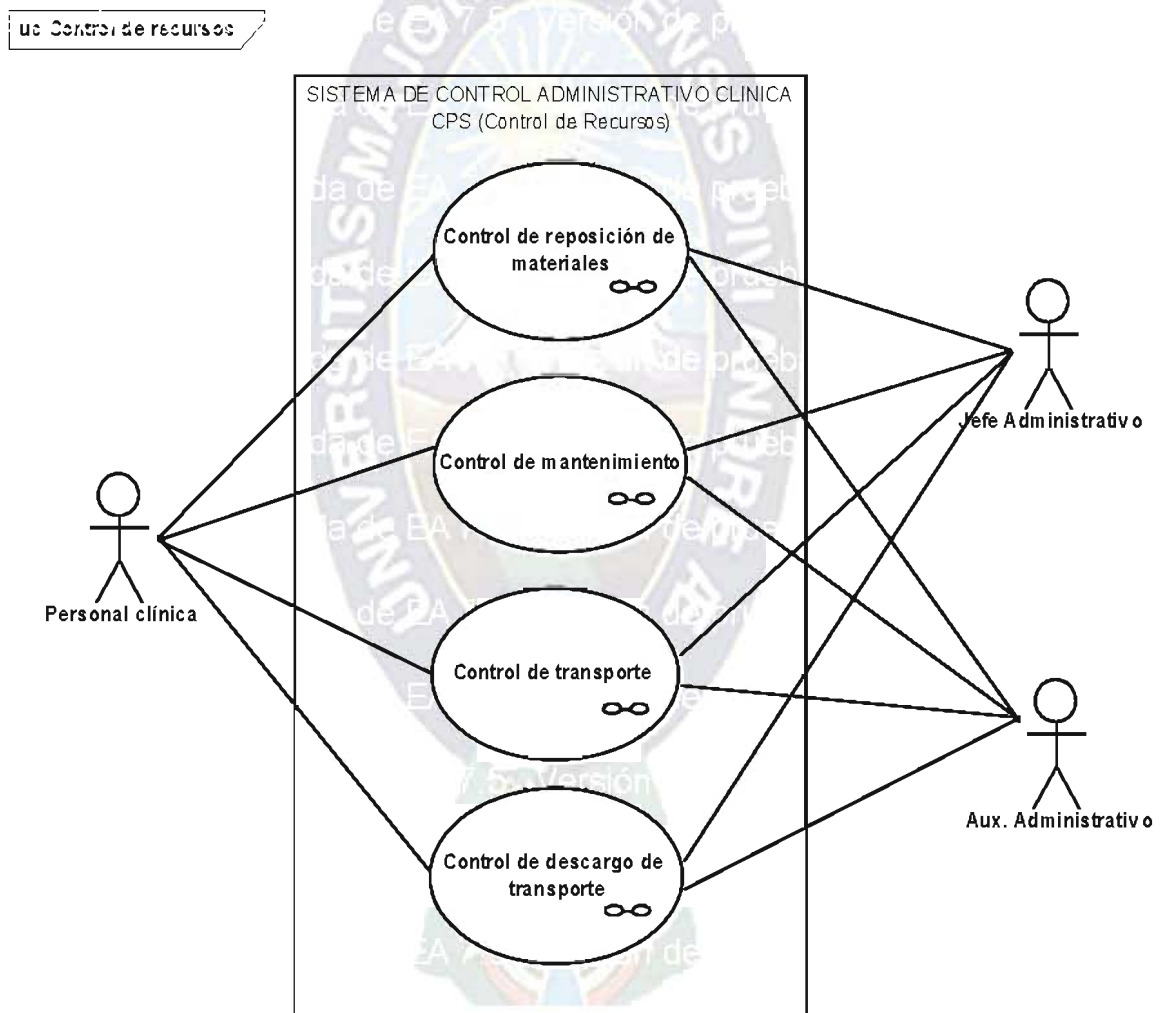 uc Control de recursos
SISTEMA DE CONTROL ADMINISTRATIVO CLINICA
CPS (Control de Recursos)
Control de reposición de
materiales
Control de mantenimiento
Control de transporte
Control de descargo de
transporte
Personal clínica
Jefe Administrativo
Aux. Administrativo